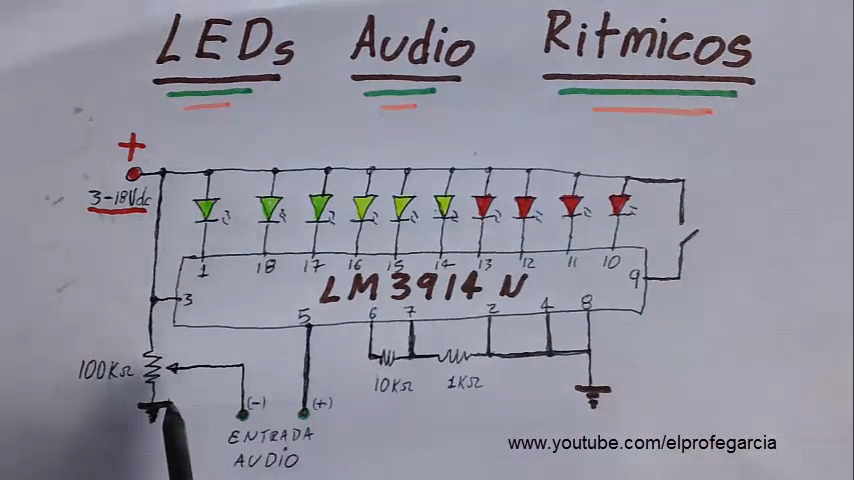 LEDs Audio Ritmicos
+
3-18Vdc
1 18 17 16 15 14 13 12 11 10
LM3914N
3
9
5 6 7 2 4 8
100KΩ
10KΩ 1KΩ
(-) (+)
ENTRADA
AUDIO
www.youtube.com/elprofegarcia